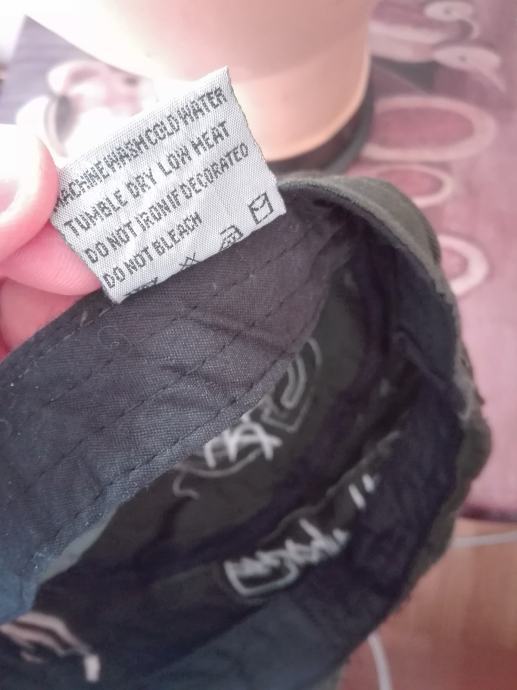 MACHINE WASH COLD WATER
TUMBLE DRY LOW HEAT
DO NOT IRON IF DECORATED
DO NOT BLEACH